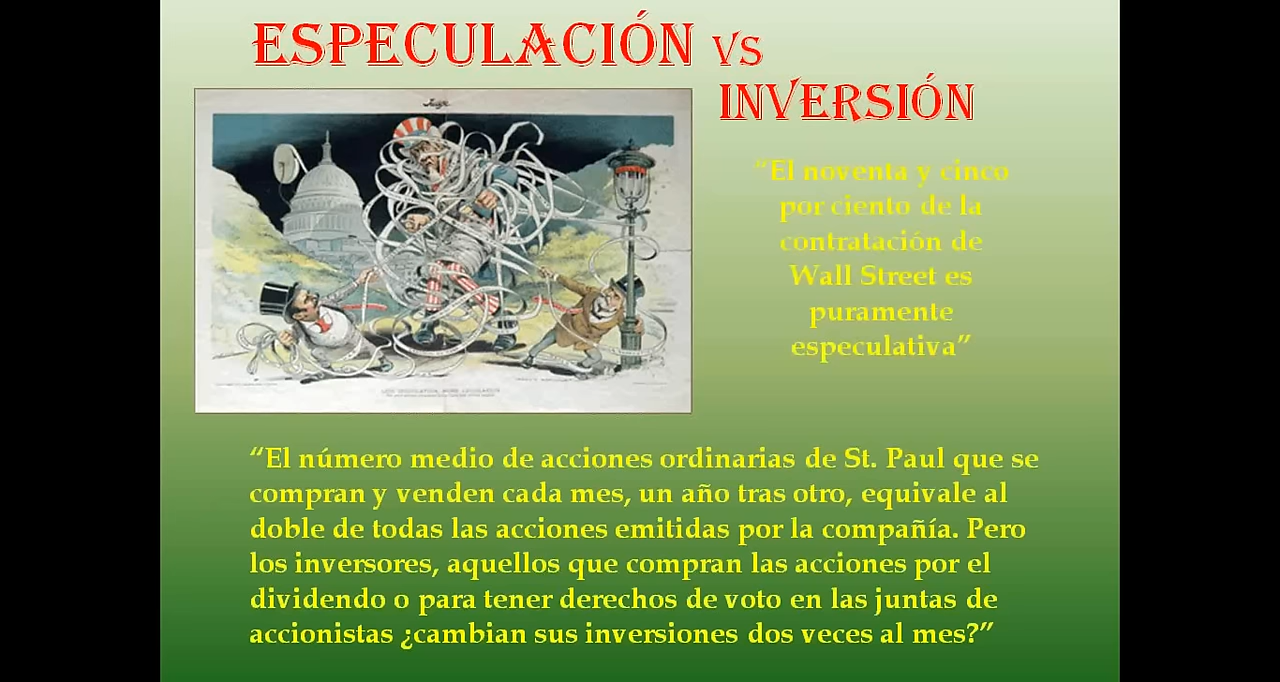 ESPECULACIÓN VS
INVERSIÓN
Judge
“El noventa y cinco
por ciento de la
contratación de
Wall Street es
puramente
especulativa”
“El número medio de acciones ordinarias de St. Paul que se
compran y venden cada mes, un año tras otro, equivale al
doble de todas las acciones emitidas por la compañía. Pero
los inversores, aquellos que compran las acciones por el
dividendo o para tener derechos de voto en las juntas de
accionistas ¿cambian sus inversiones dos veces al mes?”